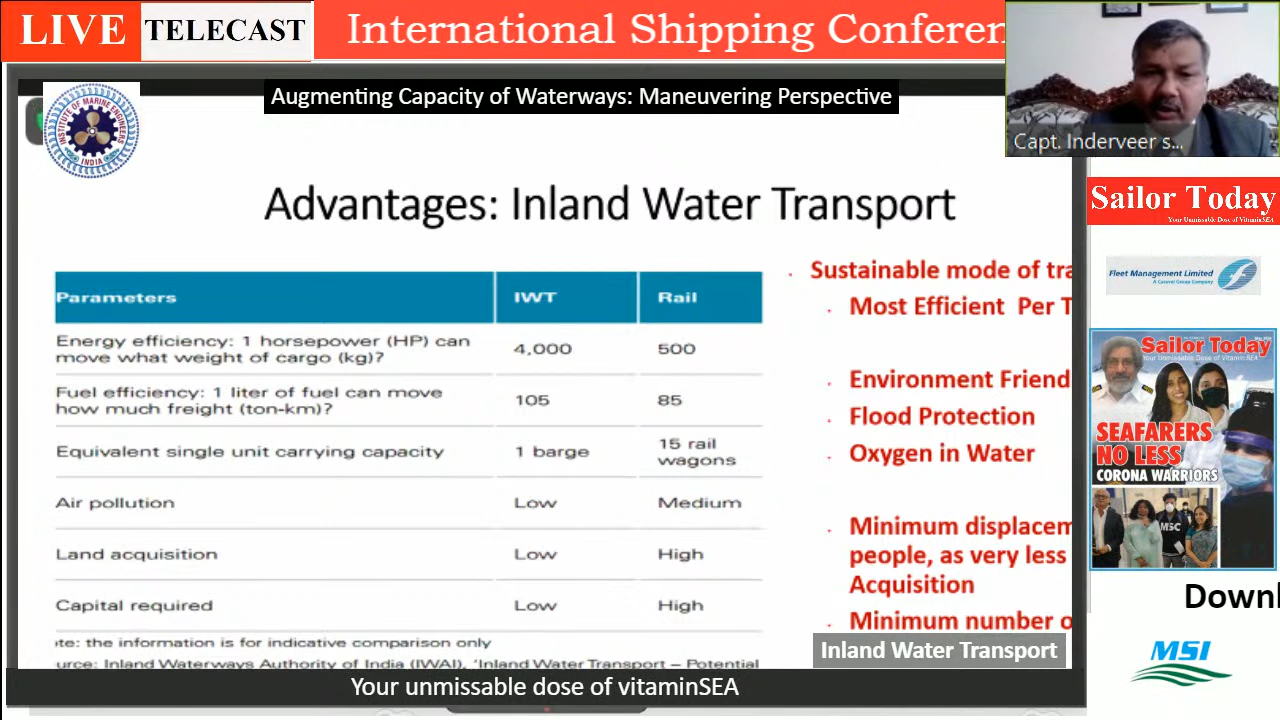 LIVE TELECAST
International Shipping Conferen
Augmenting Capacity of Waterways: Maneuvering Perspective
INSTITUTE OF MARINE ENGINEERS
INDIA
Capt. Inderveer s...
Advantages: Inland Water Transport
Parameters IWT Rail
Energy efficiency: 1 horsepower (HP) can
move what weight of cargo (kg)? 4,000 500
Fuel efficiency: 1 liter of fuel can move
how much freight (ton-km)? 105 85
Equivalent single unit carrying capacity 1 barge 15 rail
wagons
Air pollution Low Medium
Land acquisition Low High
Capital required Low High
te: the information is for indicative comparison only
urce: Inland Waterways Authority of India (IWAI), 'Inland Water Transport – Potential
Sustainable mode of tra
Most Efficient Per T
Environment Friend
Flood Protection
Oxygen in Water
Minimum displacem
people, as very less
Acquisition
Minimum number o
Inland Water Transport
Your unmissable dose of vitaminSEA
Sailor Today
Your Unmissable Dose of VitaminSEA
Fleet Management Limited
A Caravel Group Company
Sailor Today
Your Unmissable Dose of Vitamin SEA
SEAFARERS
NO LESS
CORONA WARRIORS
MSC
Downl
MSI